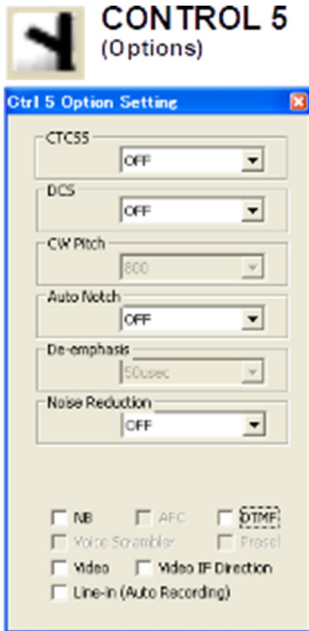 CONTROL 5
(Options)
Ctrl 5 Option Setting
CTCSS
OFF
DCS
OFF
CW Pitch
800
Auto Notch
OFF
De-emphasis
50usec
Noise Reduction
OFF
NB AFC DTMF
Voice Scrambler Presel
Video Video IF Direction
Line-in (Auto Recording)